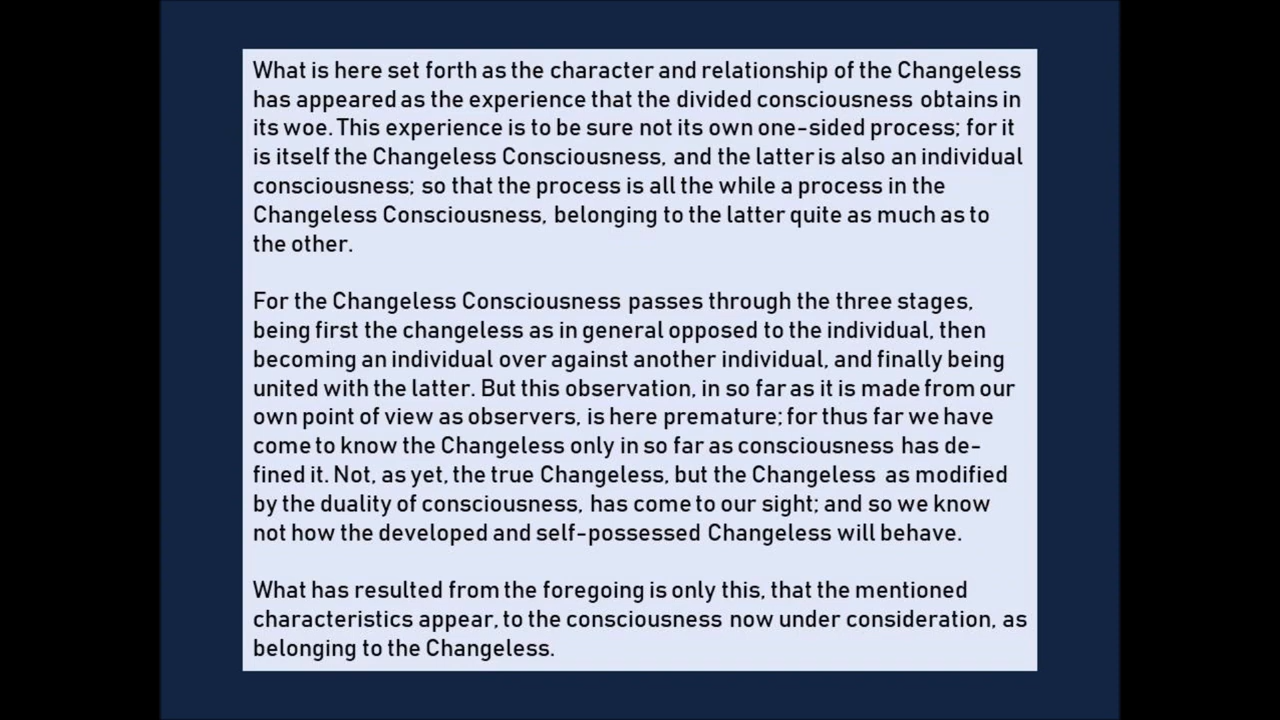 What is here set forth as the character and relationship of the Changeless
has appeared as the experience that the divided consciousness obtains in
its woe. This experience is to be sure not its own one-sided process; for it
is itself the Changeless Consciousness, and the latter is also an individual
consciousness; so that the process is all the while a process in the
Changeless Consciousness, belonging to the latter quite as much as to
the other.
For the Changeless Consciousness passes through the three stages,
being first the changeless as in general opposed to the individual, then
becoming an individual over against another individual, and finally being
united with the latter. But this observation, in so far as it is made from our
own point of view as observers, is here premature; for thus far we have
come to know the Changeless only in so far as consciousness has de-
fined it. Not, as yet, the true Changeless, but the Changeless as modified
by the duality of consciousness, has come to our sight; and so we know
not how the developed and self-possessed Changeless will behave.
What has resulted from the foregoing is only this, that the mentioned
characteristics appear, to the consciousness now under consideration, as
belonging to the Changeless.